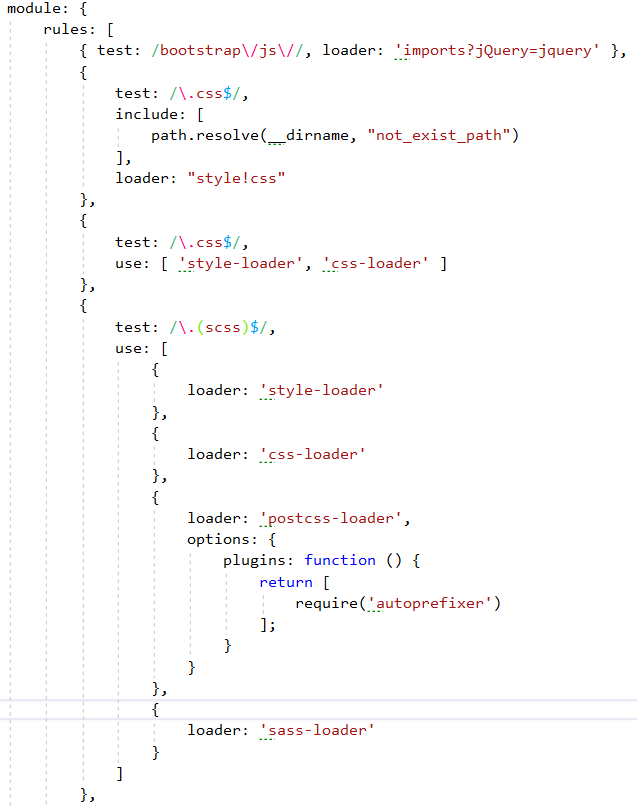 module: {
    rules: [
        { test: /bootstrap\/js\//, loader: 'imports?jQuery=jquery' },
        {
            test: /\.css$/,
            include: [
                path.resolve(__dirname, "not_exist_path")
            ],
            loader: "style!css"
        },
        {
            test: /\.css$/,
            use: [ 'style-loader', 'css-loader' ]
        },
        {
            test: /\.(scss)$/,
            use: [
                {
                    loader: 'style-loader'
                },
                {
                    loader: 'css-loader'
                },
                {
                    loader: 'postcss-loader',
                    options: {
                        plugins: function () {
                            return [
                                require('autoprefixer')
                            ];
                        }
                    }
                },
                {
                    loader: 'sass-loader'
                }
            ]
        },